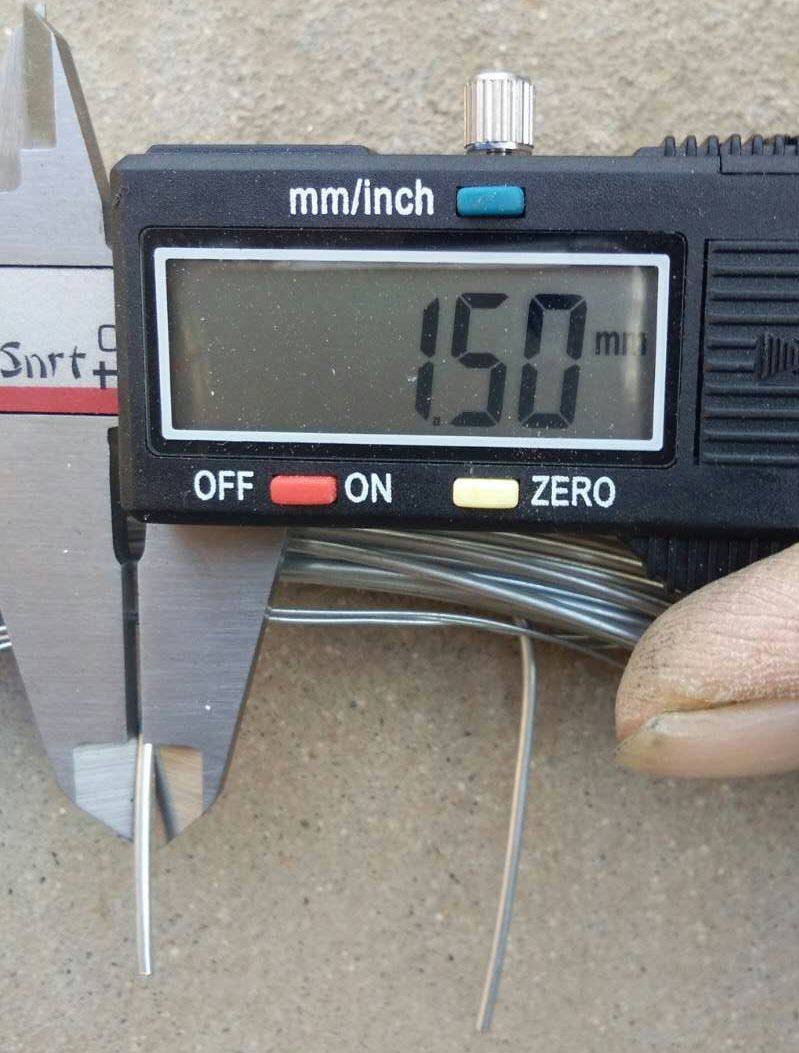 mm/inch
1.50 mm
Snrt
OFF ON ZERO